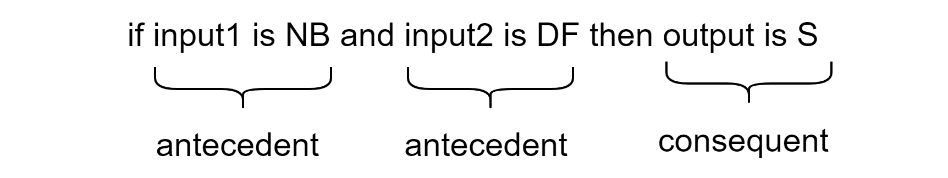 if input1 is NB and input2 is DF then output is S
antecedent antecedent consequent